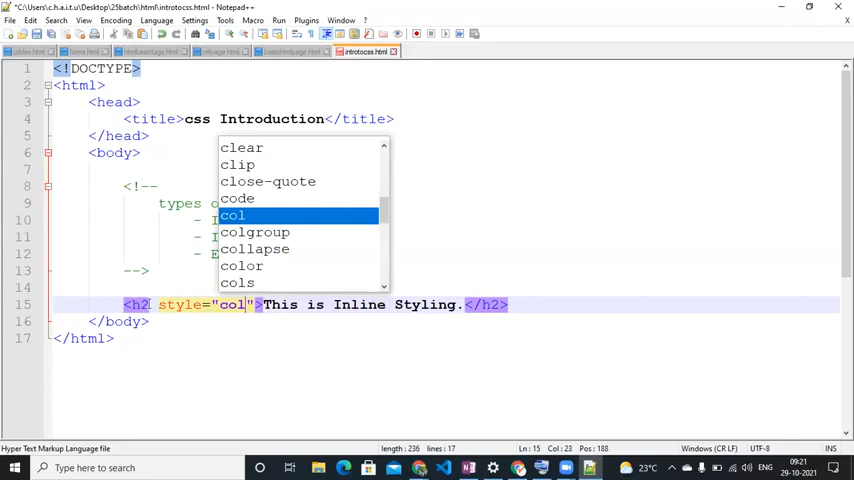 *C:\Users\c.h.a.i.t.u\Desktop\25batch\html\introtocss.html - Notepad++
File Edit Search View Encoding Language Settings Tools Macro Run Plugins Window ?
tables.html forms.html htmlbasictags.html mfpage.html basichtmlpage.html introtocss.html
1 <!DOCTYPE>
2 <html>
3 <head>
4 <title>css Introduction</title>
5 </head>
6 <body>
7
8 <!--
9 types o
10 - I
11 - I
12 - E
13 -->
14
15 <h2 style="col">This is Inline Styling.</h2>
16 </body>
17 </html>
clear
clip
close-quote
code
col
colgroup
collapse
color
cols
Hyper Text Markup Language file length : 236 lines : 17 Ln : 15 Col : 23 Pos : 188 Windows (CR LF) UTF-8 INS
Type here to search 23°C ENG 09:21
29-10-2021